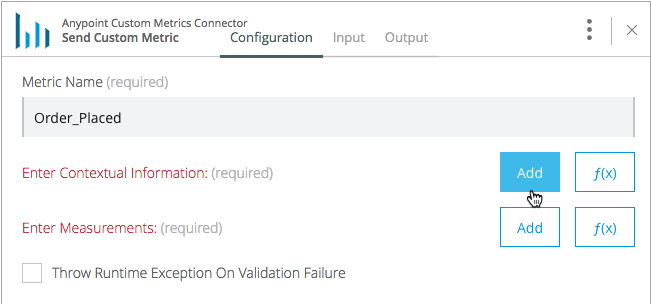 Anypoint Custom Metrics Connector
Send Custom Metric Configuration Input Output
Metric Name (required)
Order_Placed
Enter Contextual Information: (required) Add ƒ(x)
Enter Measurements: (required) Add ƒ(x)
Throw Runtime Exception On Validation Failure